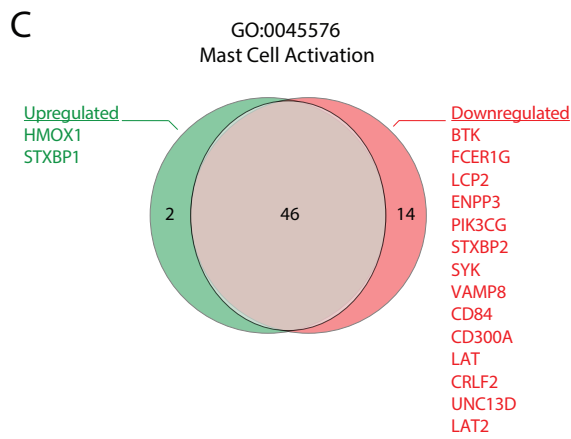 C
GO:0045576
Mast Cell Activation
Upregulated
HMOX1
STXBP1
2
46
14
Downregulated
BTK
FCER1G
LCP2
ENPP3
PIK3CG
STXBP2
SYK
VAMP8
CD84
CD300A
LAT
CRLF2
UNC13D
LAT2